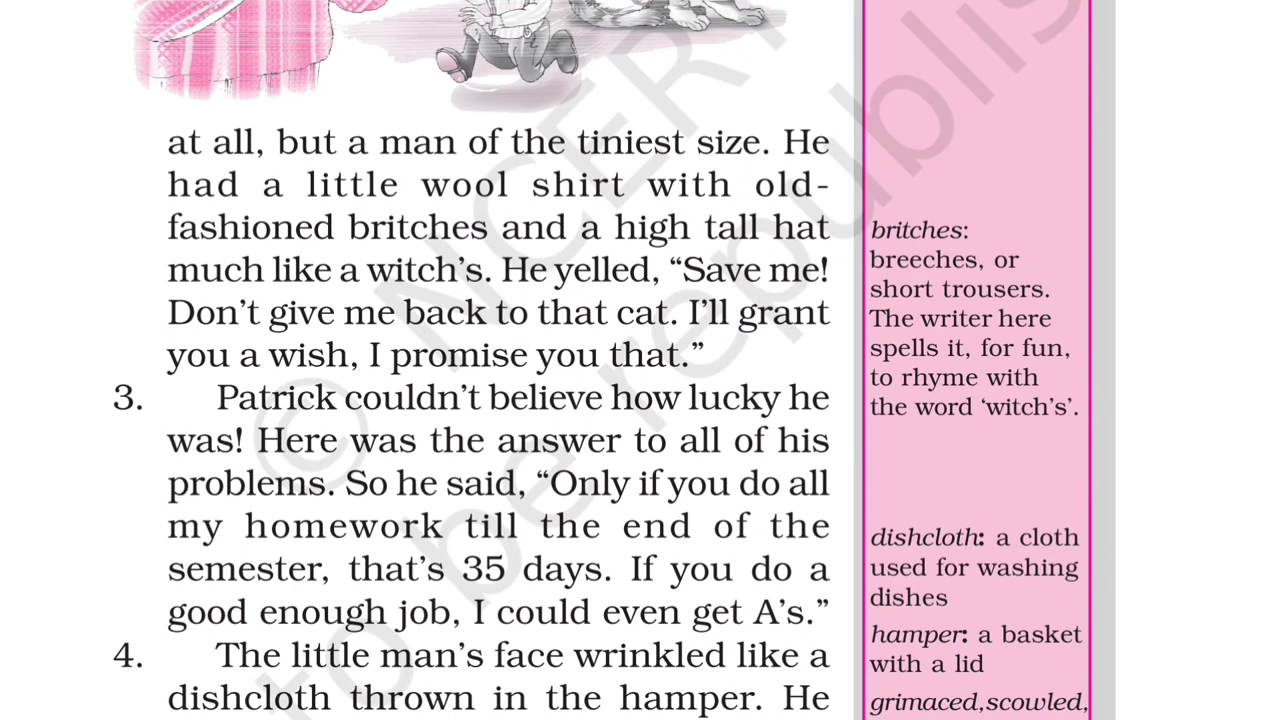 at all, but a man of the tiniest size. He
had a little wool shirt with old-
fashioned britches and a high tall hat
much like a witch's. He yelled, “Save me!
Don't give me back to that cat. I'll grant
you a wish, I promise you that.”
3. Patrick couldn't believe how lucky he
was! Here was the answer to all of his
problems. So he said, “Only if you do all
my homework till the end of the
semester, that's 35 days. If you do a
good enough job, I could even get A's.”
4. The little man's face wrinkled like a
dishcloth thrown in the hamper. He
britches:
breeches, or
short trousers.
The writer here
spells it, for fun,
to rhyme with
the word ‘witch's’.
dishcloth: a cloth
used for washing
dishes
hamper: a basket
with a lid
grimaced,scowled,
© NCERT
to be republis